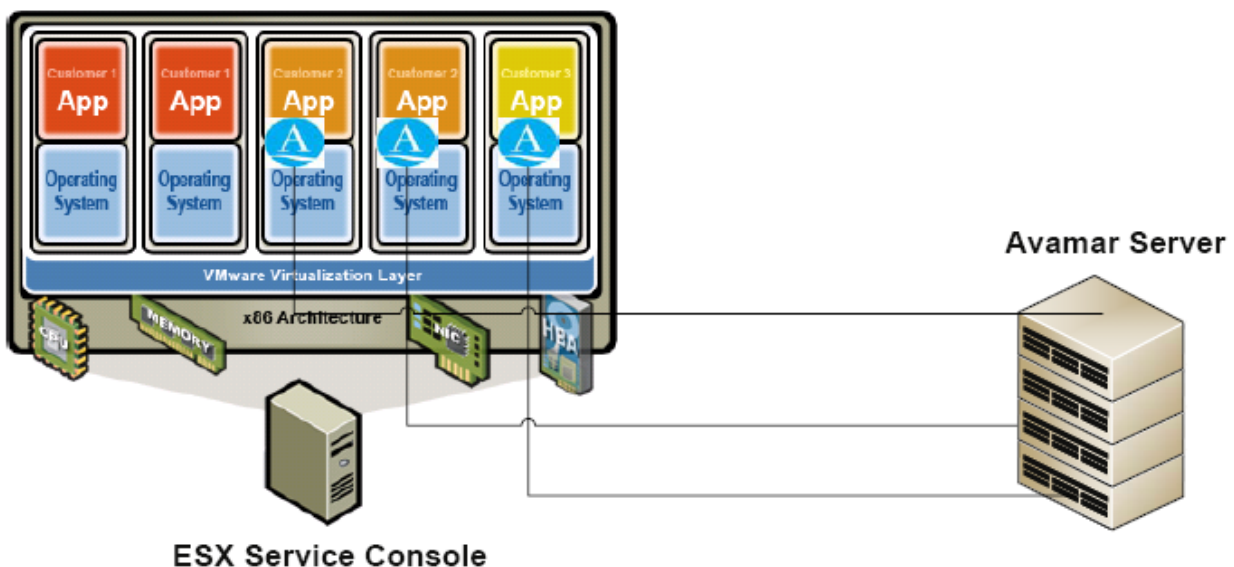 Customer 1
App
Customer 1
App
Customer 2
App
Customer 2
App
Customer 3
App
A
A
A
Operating
System
Operating
System
Operating
System
Operating
System
Operating
System
VMware Virtualization Layer
x86 Architecture
CPU
MEMORY
NIC
HBA
Avamar Server
ESX Service Console